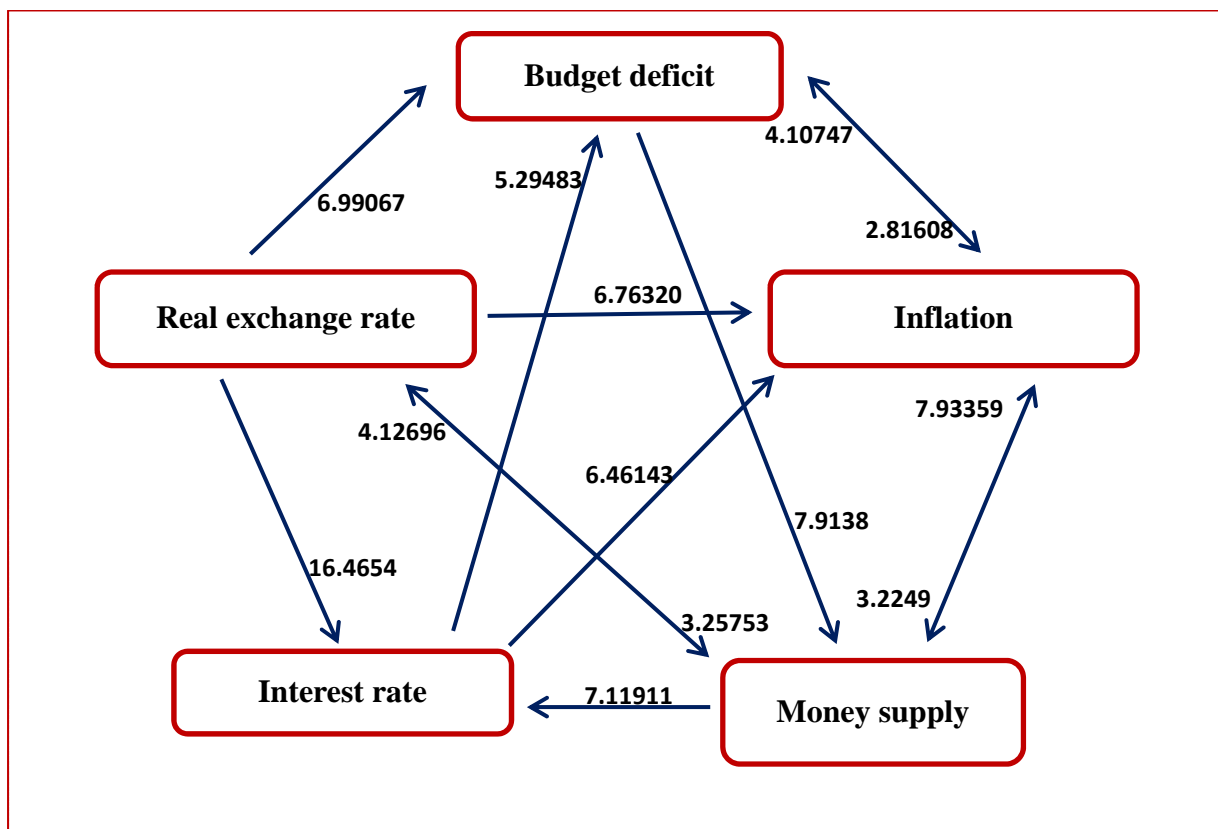 Budget deficit
4.10747
5.29483
6.99067
2.81608
Real exchange rate
6.76320
Inflation
4.12696
7.93359
6.46143
7.9138
16.4654
3.2249
3.25753
Interest rate
7.11911
Money supply